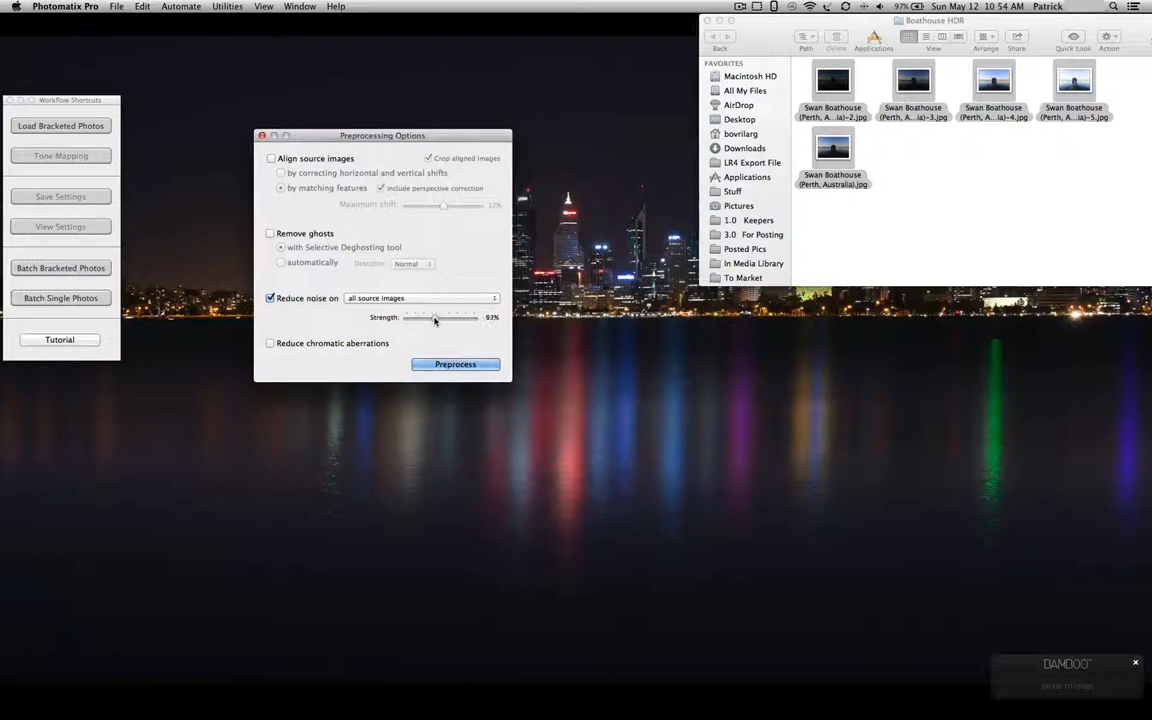 Photomatix Pro File Edit Automate Utilities View Window Help
97% Sun May 12 10:54 AM Patrick
Workflow Shortcuts
Load Bracketed Photos
Tone Mapping
Save Settings
View Settings
Batch Bracketed Photos
Batch Single Photos
Tutorial
Preprocessing Options
Align source images
Crop aligned images
by correcting horizontal and vertical shifts
by matching features
include perspective correction
Maximum shift:
Remove ghosts
with Selective Deghosting tool
automatically
Detection:
Normal
Reduce noise on
all source images
Strength:
Reduce chromatic aberrations
Preprocess
Boathouse HDR
Back
Path
Delete
Applications
View
Arrange
Share
Quick Look
Action
FAVORITES
Macintosh HD
All My Files
AirDrop
Desktop
bovrilarg
Downloads
LR4 Export File
Applications
Stuff
Pictures
1.0 Keepers
3.0 For Posting
Posted Pics
In Media Library
To Market
Swan Boathouse
(Perth, A...ia)-2.jpg
Swan Boathouse
(Perth, A...ia)-3.jpg
Swan Boathouse
(Perth, A...ia)-4.jpg
Swan Boathouse
(Perth, A...ia)-5.jpg
Swan Boathouse
(Perth, Australia).jpg
BAMBOO™